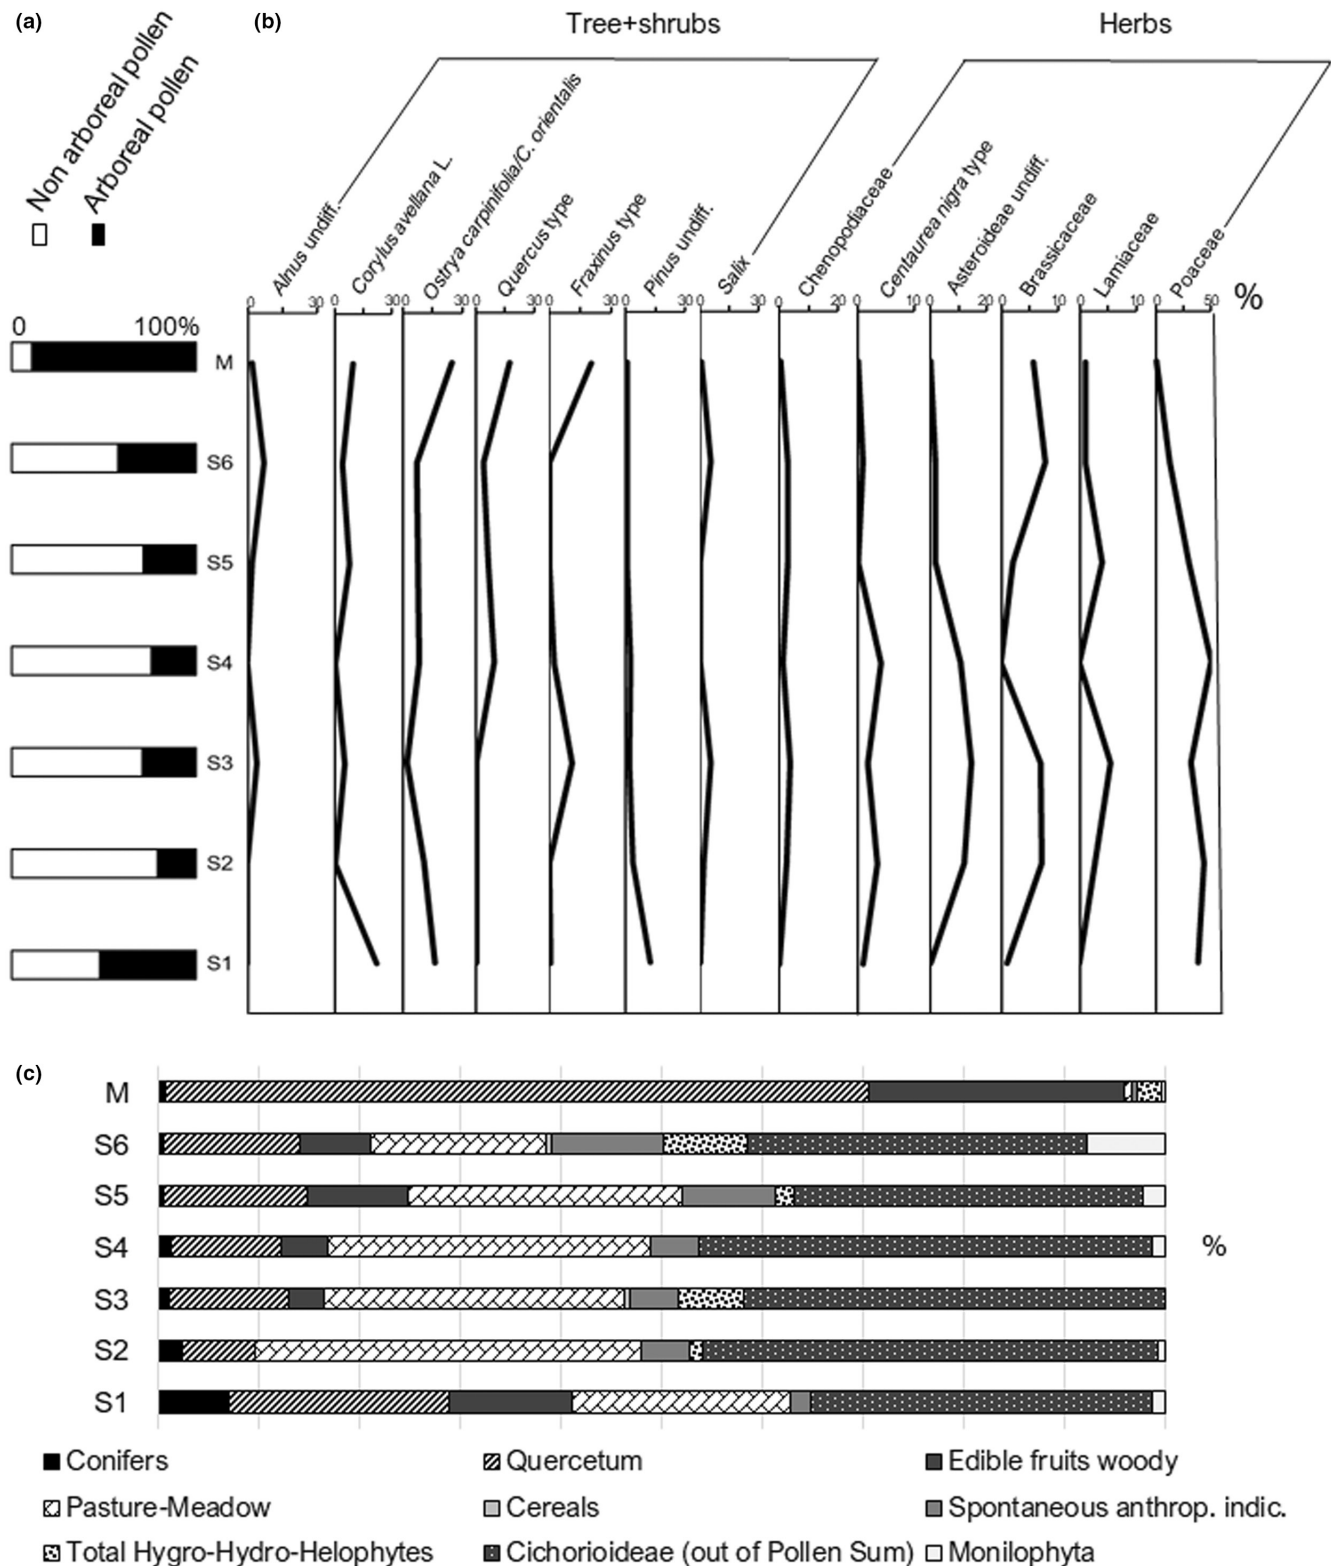 (a)
Non arboreal pollen
Arboreal pollen
0 100%
(b)
Tree+shrubs
Herbs
Alnus undiff.
Corylus avellana L.
Ostrya carpinifolia/C. orientalis
Quercus type
Fraxinus type
Pinus undiff.
Salix
Chenopodiaceae
Centaurea nigra type
Asteroideae undiff.
Brassicaceae
Lamiaceae
Poaceae
0 30 0 30 0 30 0 30 0 30 0 30 0 30 0 20 0 10 0 20 0 10 0 10 0 50 %
M
S6
S5
S4
S3
S2
S1
(c)
M
S6
S5
S4
%
S3
S2
S1
Conifers
Quercetum
Edible fruits woody
Pasture-Meadow
Cereals
Spontaneous anthrop. indic.
Total Hygro-Hydro-Helophytes
Cichorioideae (out of Pollen Sum)
Monilophyta